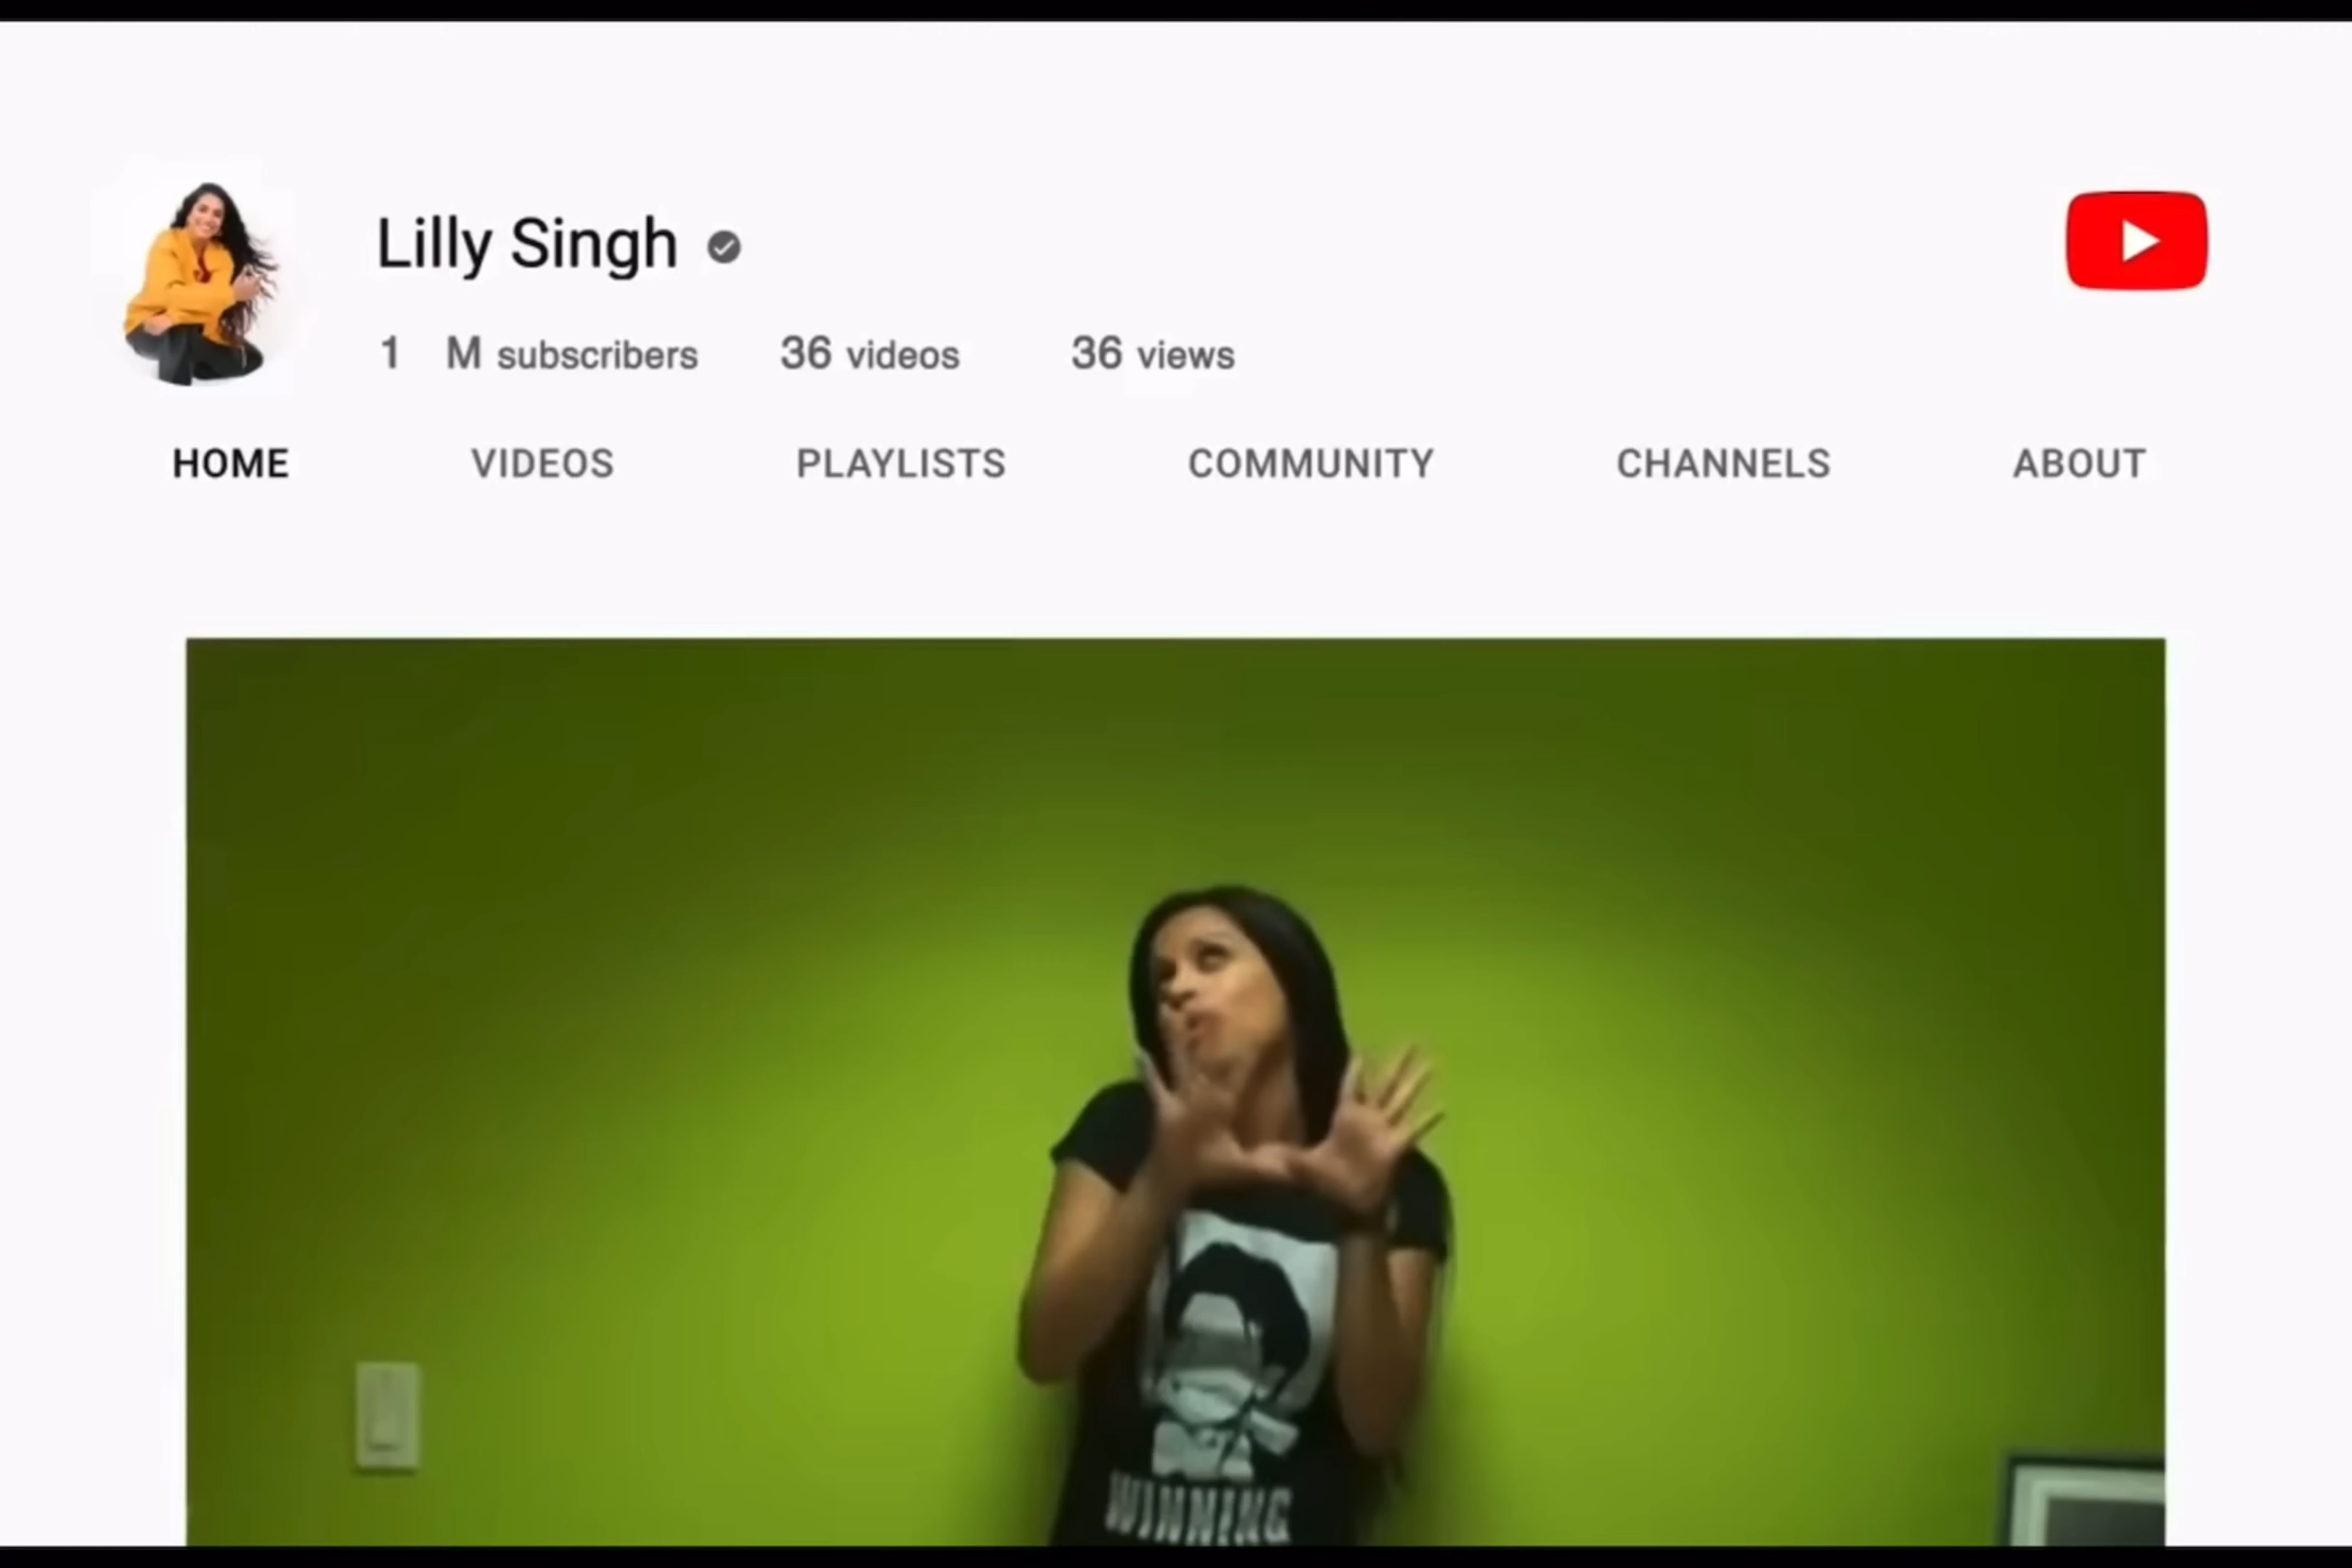 Lilly Singh
1 M subscribers 36 videos 36 views
HOME VIDEOS PLAYLISTS COMMUNITY CHANNELS ABOUT
WINNING